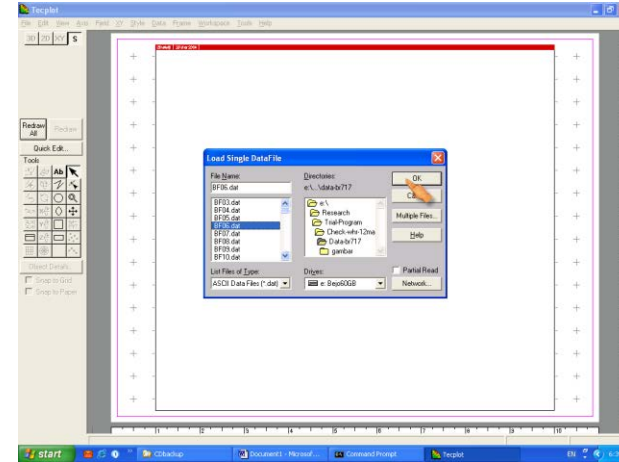 Tecplot
File Edit View Axis Field XY Style Data Frame Workspace Tools Help
3D 2D XY S
Redraw All Redraw
Quick Edit...
Tools
Ab
Object Details...
Snap to Grid
Snap to Paper
Load Single DataFile
File Name:
BF06.dat
BF03.dat
BF04.dat
BF05.dat
BF06.dat
BF07.dat
BF08.dat
BF09.dat
BF10.dat
List Files of Type:
ASCII Data Files (*.dat)
Directories:
e:\...\data-br717
e:\
Research
Trial-Program
Check-whr-12ma
Data-br717
gambar
Drives:
e: Bejo60GB
OK
Multiple Files...
Help
Partial Read
Network...
start
CDbackup
Document1 - Microsof...
Command Prompt
Tecplot
EN